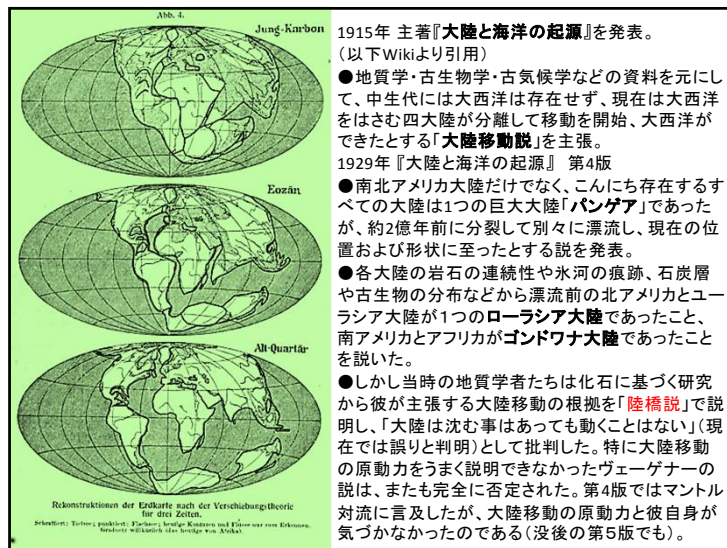 Abb. 4.
Jung-Karbon
Eozän
Alt-Quartär
Rekonstruktionen der Erdkarte nach der Verschiebungstheorie
für drei Zeiten.
Schraffiert: Tiefsee; punktiert: Flachsee; heutige Konturen und Flüsse nur zum Erkennen.
Gradnetz willkürlich (das heutige von Afrika).
1915年 主著『大陸と海洋の起源』を発表。
(以下Wikiより引用)
●地質学・古生物学・古気候学などの資料を元にし
て、中生代には大西洋は存在せず、現在は大西洋
をはさむ四大陸が分離して移動を開始、大西洋が
できたとする「大陸移動説」を主張。
1929年 『大陸と海洋の起源』 第4版
●南北アメリカ大陸だけでなく、こんにち存在するす
べての大陸は1つの巨大大陸「パンゲア」であった
が、約2億年前に分裂して別々に漂流し、現在の位
置および形状に至ったとする説を発表。
●各大陸の岩石の連続性や氷河の痕跡、石炭層
や古生物の分布などから漂流前の北アメリカとユー
ラシア大陸が1つのローラシア大陸であったこと、
南アメリカとアフリカがゴンドワナ大陸であったこと
を説いた。
●しかし当時の地質学者たちは化石に基づく研究
から彼が主張する大陸移動の根拠を「陸橋説」で説
明し、「大陸は沈む事はあっても動くことはない」(現
在では誤りと判明)として批判した。特に大陸移動
の原動力をうまく説明できなかったヴェーゲナーの
説は、またも完全に否定された。第4版ではマントル
対流に言及したが、大陸移動の原動力と彼自身が
気づかなかったのである(没後の第5版でも)。